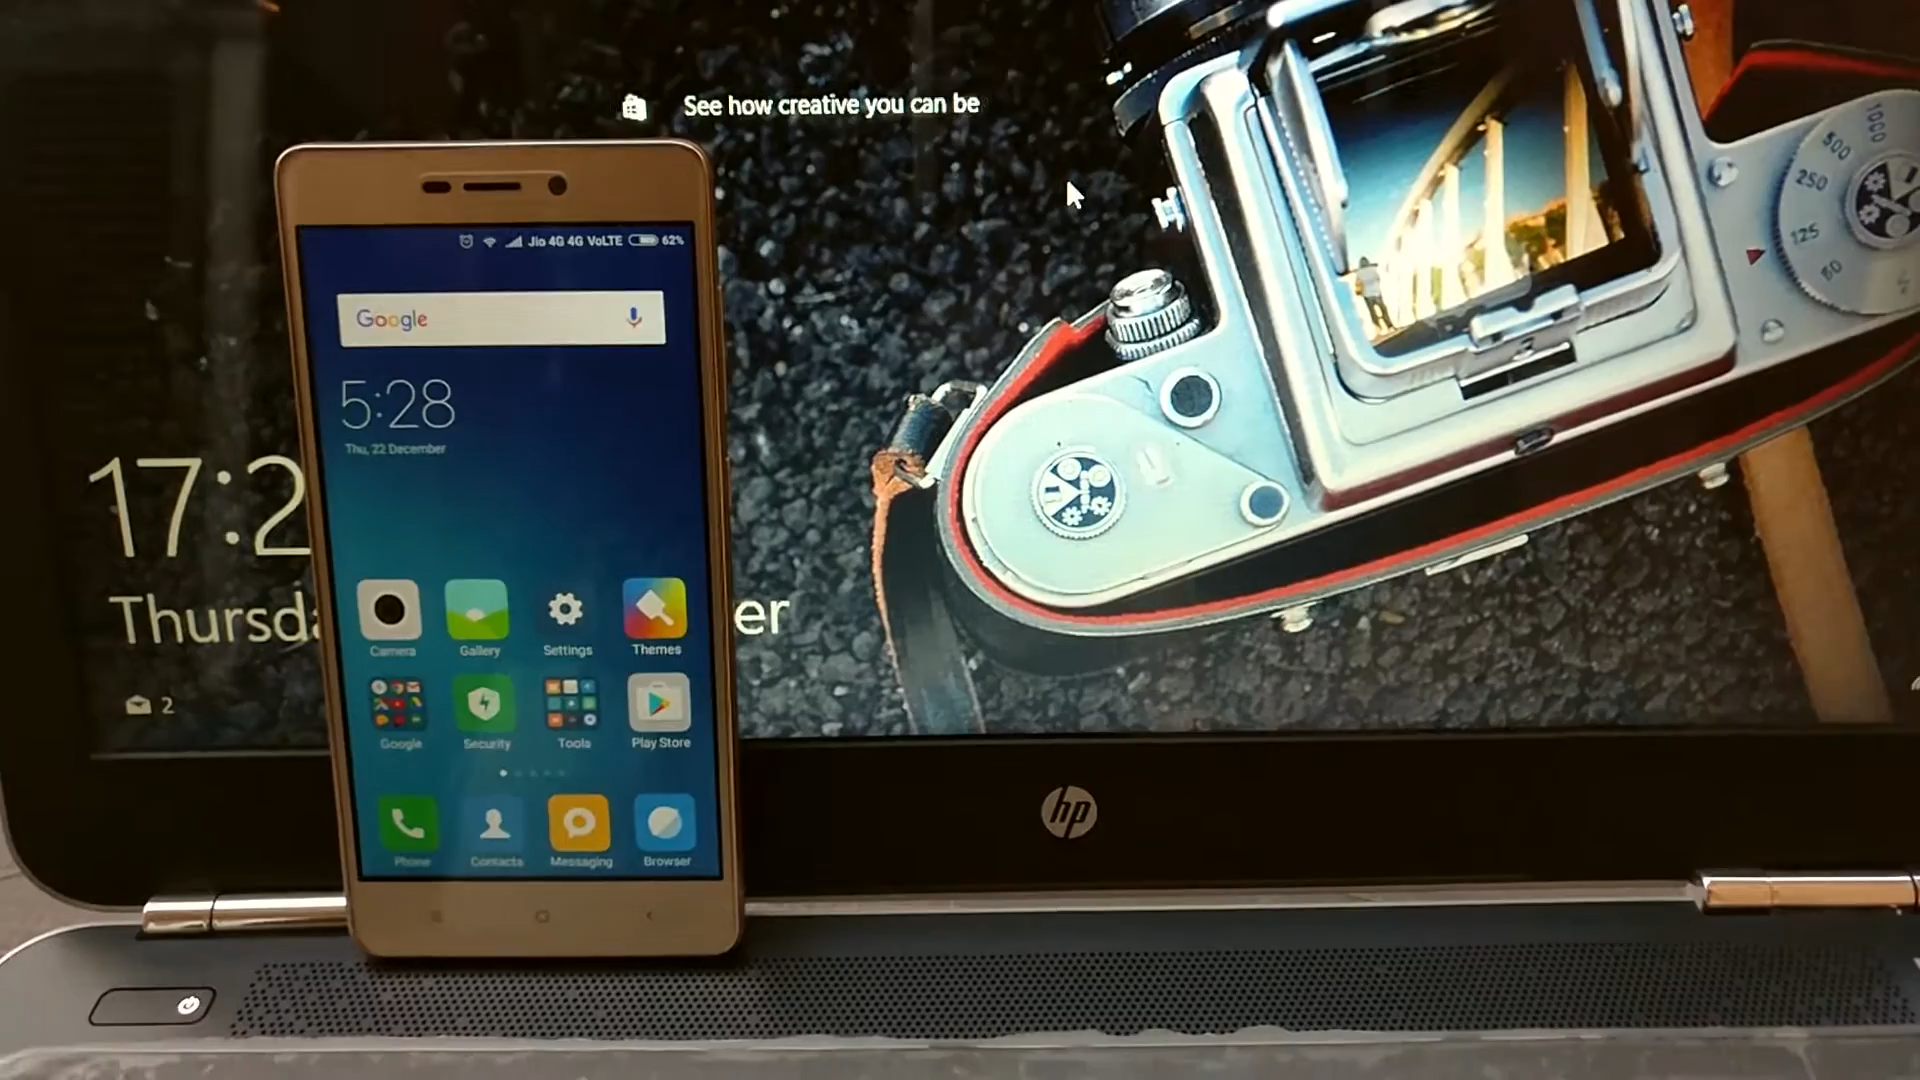 See how creative you can be
Jio 4G 4G VoLTE 62%
Google
5:28
Thu, 22 December
17:2
Thursda
er
2
Camera
Gallery
Settings
Themes
Google
Security
Tools
Play Store
Phone
Contacts
Messaging
Browser
hp
1000
500
250
125